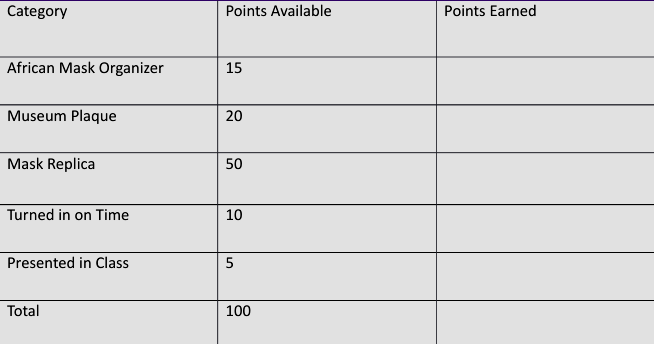 Category Points Available Points Earned
African Mask Organizer 15
Museum Plaque 20
Mask Replica 50
Turned in on Time 10
Presented in Class 5
Total 100